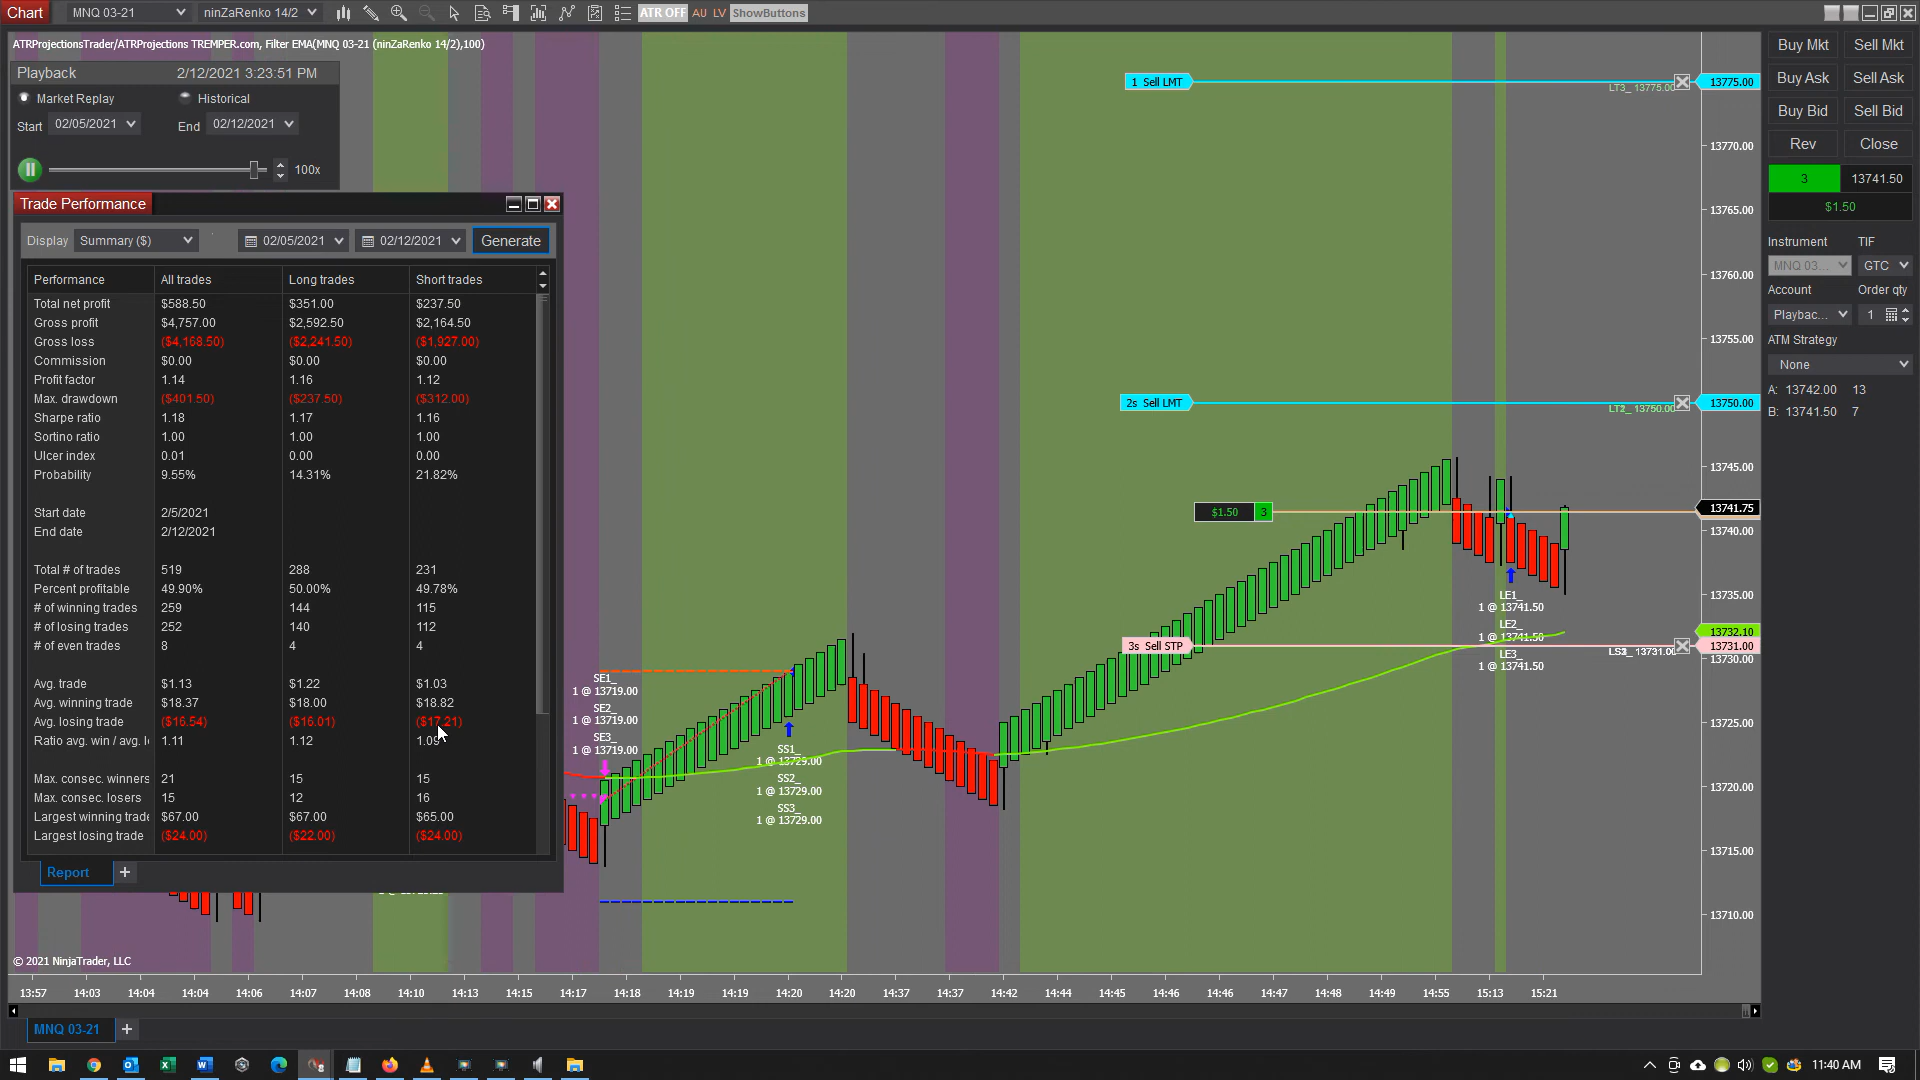 Chart MNQ 03-21 ninZaRenko 14/2 ATR OFF AU LV ShowButtons
ATRProjectionsTrader/ATRProjections TREMPER.com, Filter EMA(MNQ 03-21 (ninZaRenko 14/2),100)
Playback 2/12/2021 3:23:51 PM
Market Replay Historical
Start 02/05/2021 End 02/12/2021
100x
Trade Performance
Display Summary ($) 02/05/2021 02/12/2021 Generate
Performance All trades Long trades Short trades
Total net profit $588.50 $351.00 $237.50
Gross profit $4,757.00 $2,592.50 $2,164.50
Gross loss ($4,168.50) ($2,241.50) ($1,927.00)
Commission $0.00 $0.00 $0.00
Profit factor 1.14 1.16 1.12
Max. drawdown ($401.50) ($237.50) ($312.00)
Sharpe ratio 1.18 1.17 1.16
Sortino ratio 1.00 1.00 1.00
Ulcer index 0.01 0.00 0.00
Probability 9.55% 14.31% 21.82%
Start date 2/5/2021
End date 2/12/2021
Total # of trades 519 288 231
Percent profitable 49.90% 50.00% 49.78%
# of winning trades 259 144 115
# of losing trades 252 140 112
# of even trades 8 4 4
Avg. trade $1.13 $1.22 $1.03
Avg. winning trade $18.37 $18.00 $18.82
Avg. losing trade ($16.54) ($16.01) ($17.21)
Ratio avg. win / avg. l 1.11 1.12 1.09
Max. consec. winners 21 15 15
Max. consec. losers 15 12 16
Largest winning trade $67.00 $67.00 $65.00
Largest losing trade ($24.00) ($22.00) ($24.00)
Report +
© 2021 NinjaTrader, LLC
1 Sell LMT
LT3_ 13775.00
2s Sell LMT
$1.50 3
3s Sell STP
SE1_
1 @ 13719.00
SE2_
1 @ 13719.00
SE3_
1 @ 13719.00
SS1_
1 @ 13729.00
SS2_
1 @ 13729.00
SS3_
1 @ 13729.00
LE1_
1 @ 13741.50
LE2_
1 @ 13741.50
LE3_
1 @ 13741.50
13775.00
13770.00
13765.00
13760.00
13755.00
13750.00
13745.00
13741.75
13740.00
13735.00
13732.10
13731.00
13730.00
13725.00
13720.00
13715.00
13710.00
13:57 14:03 14:04 14:04 14:06 14:07 14:08 14:10 14:13 14:15 14:17 14:18 14:19 14:19 14:20 14:20 14:37 14:37 14:42 14:44 14:45 14:46 14:46 14:47 14:48 14:49 14:55 15:13 15:21
MNQ 03-21 +
Buy Mkt Sell Mkt
Buy Ask Sell Ask
Buy Bid Sell Bid
Rev Close
3 13741.50
$1.50
Instrument TIF
MNQ 03... GTC
Account Order qty
Playbac... 1
ATM Strategy
None
A: 13742.00 13
B: 13741.50 7
11:40 AM